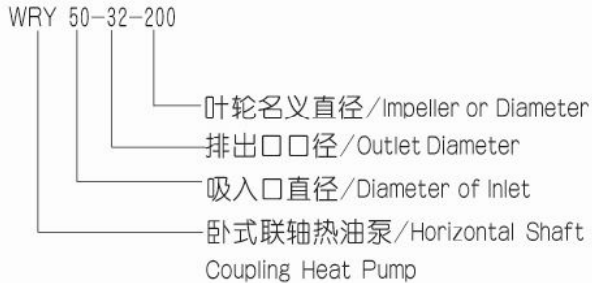 WRY 50-32-200
叶轮名义直径/Impeller or Diameter
排出口口径/Outlet Diameter
吸入口直径/Diameter of Inlet
卧式联轴热油泵/Horizontal Shaft
Coupling Heat Pump